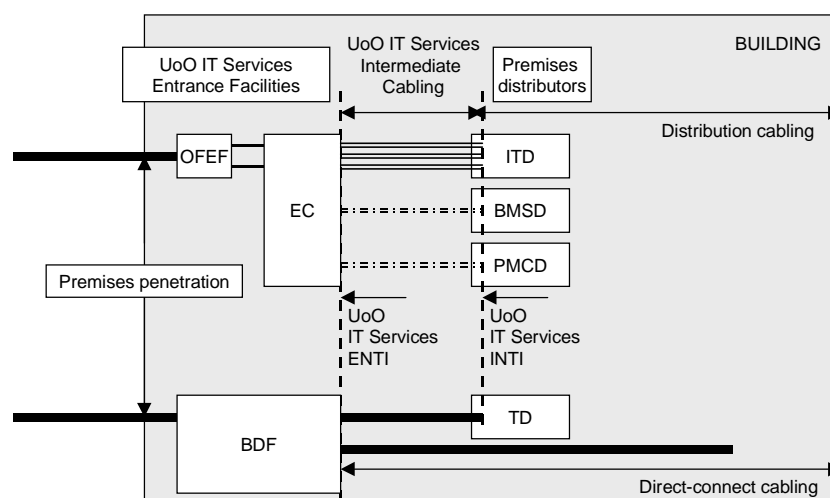 BUILDING
UoO IT Services
Entrance Facilities
UoO IT Services
Intermediate
Cabling
Premises
distributors
Distribution cabling
OFEF
EC
ITD
BMSD
PMCD
Premises penetration
UoO
IT Services
ENTI
UoO
IT Services
INTI
BDF
TD
Direct-connect cabling